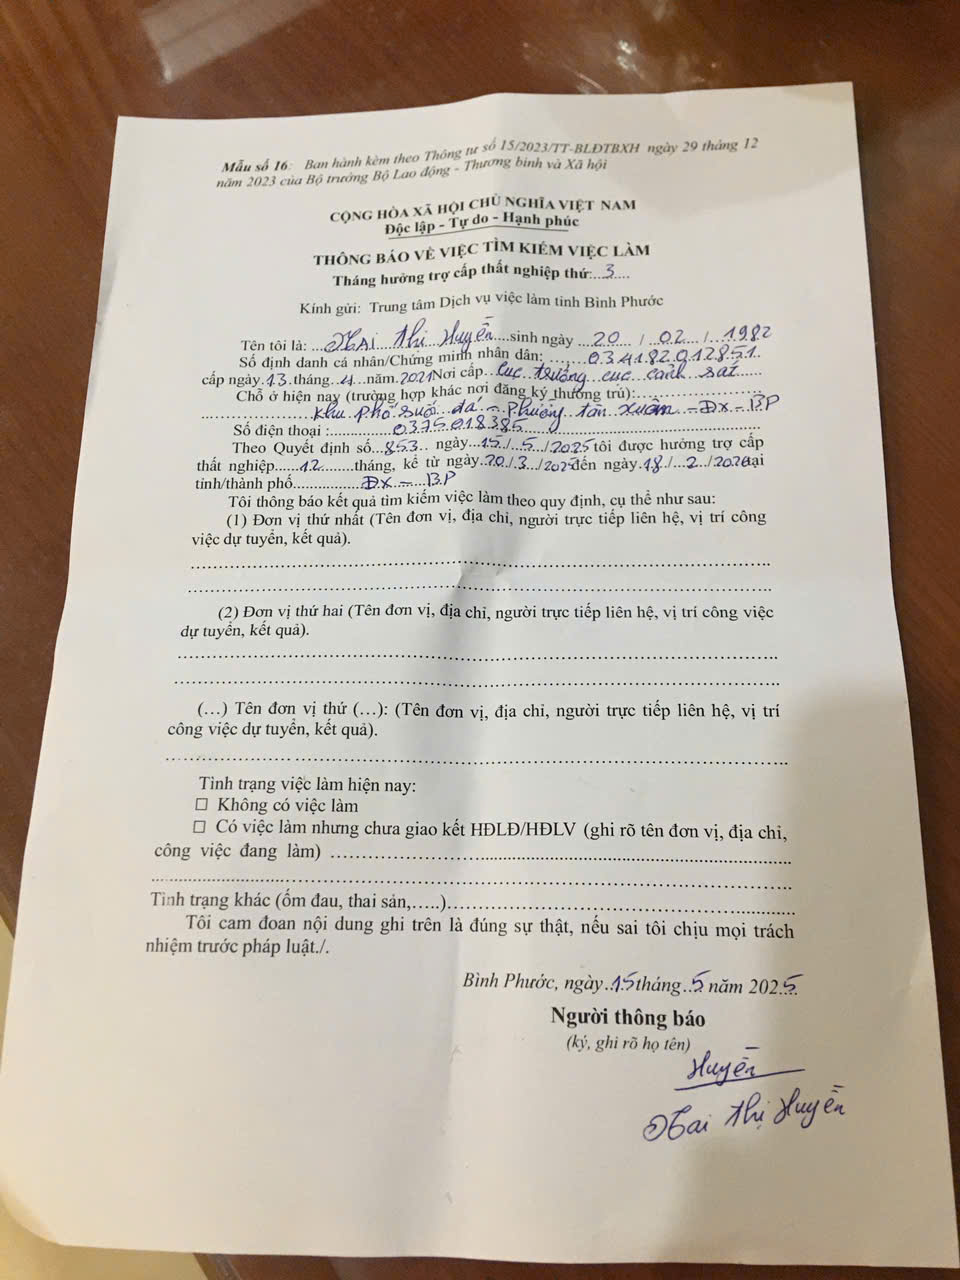 Mẫu số 16: Ban hành kèm theo Thông tư số 15/2023/TT-BLĐTBXH ngày 29 tháng 12
năm 2023 của Bộ trưởng Bộ Lao động - Thương binh và Xã hội
CỘNG HÒA XÃ HỘI CHỦ NGHĨA VIỆT NAM
Độc lập - Tự do - Hạnh phúc
THÔNG BÁO VỀ VIỆC TÌM KIẾM VIỆC LÀM
Tháng hưởng trợ cấp thất nghiệp thứ:...3....
Kính gửi: Trung tâm Dịch vụ việc làm tỉnh Bình Phước
Tên tôi là: ... Thị Huyền....sinh ngày ...20.... / ..02.. / ..1982
Số định danh cá nhân/Chứng minh nhân dân: ......034182012851.
cấp ngày.13.tháng..4..năm.2021 Nơi cấp..cục trưởng cục cảnh sát......
Chỗ ở hiện nay (trường hợp khác nơi đăng ký thường trú):..................
.................khu phố suối đá - Phường tân xuân - ĐX - BP
Số điện thoại :............0375018385.............
Theo Quyết định số..853.. ngày..15./..5../2025 tôi được hưởng trợ cấp
thất nghiệp.....12.........tháng, kể từ ngày..20./.3../2025 đến ngày.18./...2../2026 tại
tỉnh/thành phố............ĐX - BP
Tôi thông báo kết quả tìm kiếm việc làm theo quy định, cụ thể như sau:
(1) Đơn vị thứ nhất (Tên đơn vị, địa chỉ, người trực tiếp liên hệ, vị trí công
việc dự tuyển, kết quả).
(2) Đơn vị thứ hai (Tên đơn vị, địa chỉ, người trực tiếp liên hệ, vị trí công việc
dự tuyển, kết quả).
(...) Tên đơn vị thứ (...): (Tên đơn vị, địa chỉ, người trực tiếp liên hệ, vị trí
công việc dự tuyển, kết quả).
Tình trạng việc làm hiện nay:
☐ Không có việc làm
☐ Có việc làm nhưng chưa giao kết HĐLĐ/HĐLV (ghi rõ tên đơn vị, địa chỉ,
công việc đang làm) ..................................................
Tình trạng khác (ốm đau, thai sản,.....)..................................................
Tôi cam đoan nội dung ghi trên là đúng sự thật, nếu sai tôi chịu mọi trách
nhiệm trước pháp luật./.
Bình Phước, ngày..15 tháng..5 năm 2025
Người thông báo
(ký, ghi rõ họ tên)
Huyền
Thị Huyền